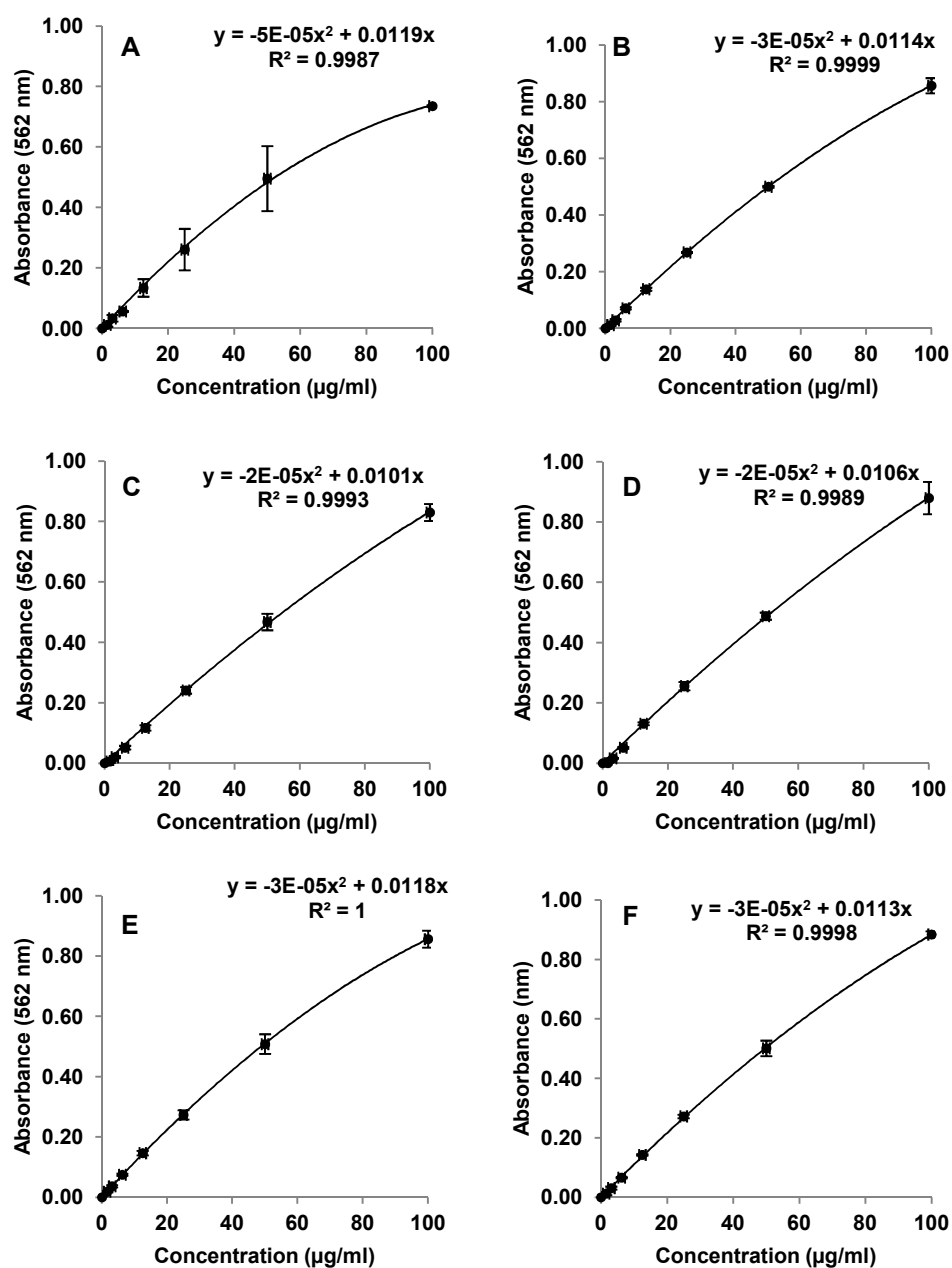 A
y = -5E-05x² + 0.0119x
R² = 0.9987
Absorbance (562 nm)
0.00
0.20
0.40
0.60
0.80
1.00
0 20 40 60 80 100
Concentration (µg/ml)
B
y = -3E-05x² + 0.0114x
R² = 0.9999
Absorbance (562 nm)
0.00
0.20
0.40
0.60
0.80
1.00
0 20 40 60 80 100
Concentration (µg/ml)
C
y = -2E-05x² + 0.0101x
R² = 0.9993
Absorbance (562 nm)
0.00
0.20
0.40
0.60
0.80
1.00
0 20 40 60 80 100
Concentration (µg/ml)
D
y = -2E-05x² + 0.0106x
R² = 0.9989
Absorbance (562 nm)
0.00
0.20
0.40
0.60
0.80
1.00
0 20 40 60 80 100
Concentration (µg/ml)
E
y = -3E-05x² + 0.0118x
R² = 1
Absorbance (562 nm)
0.00
0.20
0.40
0.60
0.80
1.00
0 20 40 60 80 100
Concentration (µg/ml)
F
y = -3E-05x² + 0.0113x
R² = 0.9998
Absorbance (nm)
0.00
0.20
0.40
0.60
0.80
1.00
0 20 40 60 80 100
Concentration (µg/ml)